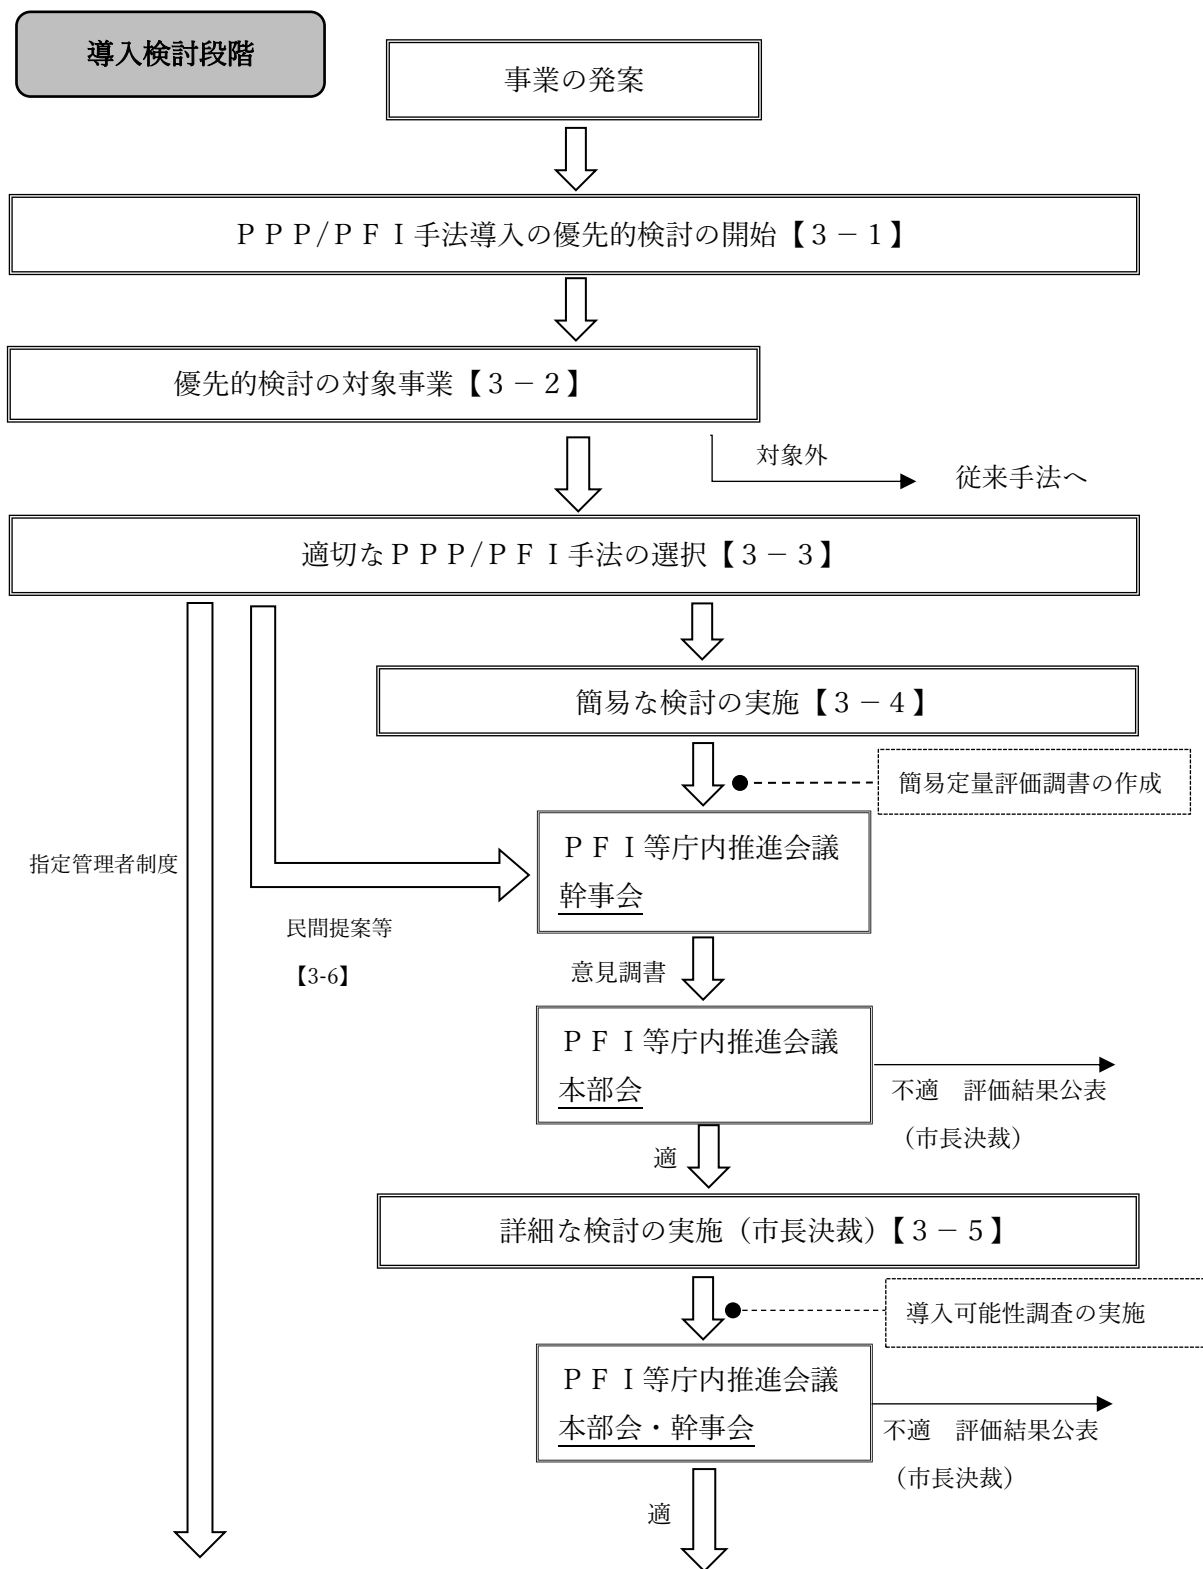 導入検討段階
事業の発案
ＰＰＰ/ＰＦＩ手法導入の優先的検討の開始【３－１】
優先的検討の対象事業【３－２】
対象外
従来手法へ
適切なＰＰＰ/ＰＦＩ手法の選択【３－３】
簡易な検討の実施【３－４】
簡易定量評価調書の作成
ＰＦＩ等庁内推進会議
幹事会
指定管理者制度
民間提案等
【3-6】
意見調書
ＰＦＩ等庁内推進会議
本部会
不適　評価結果公表
（市長決裁）
適
詳細な検討の実施（市長決裁）【３－５】
導入可能性調査の実施
ＰＦＩ等庁内推進会議
本部会・幹事会
不適　評価結果公表
（市長決裁）
適